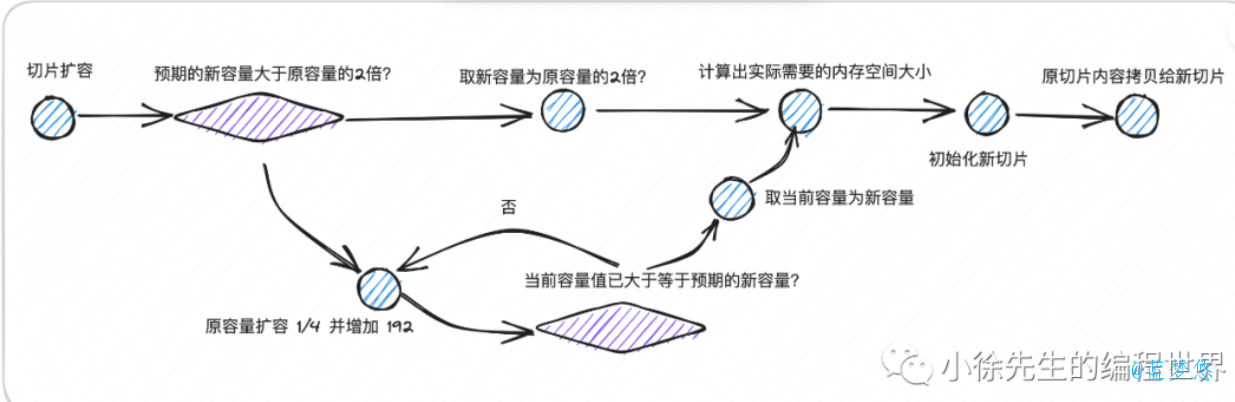 切片扩容
预期的新容量大于原容量的2倍?
取新容量为原容量的2倍?
计算出实际需要的内存空间大小
原切片内容拷贝给新切片
初始化新切片
取当前容量为新容量
否
当前容量值已大于等于预期的新容量?
原容量扩容 1/4 并增加 192
小徐先生的编程世界
@蓝梦悠